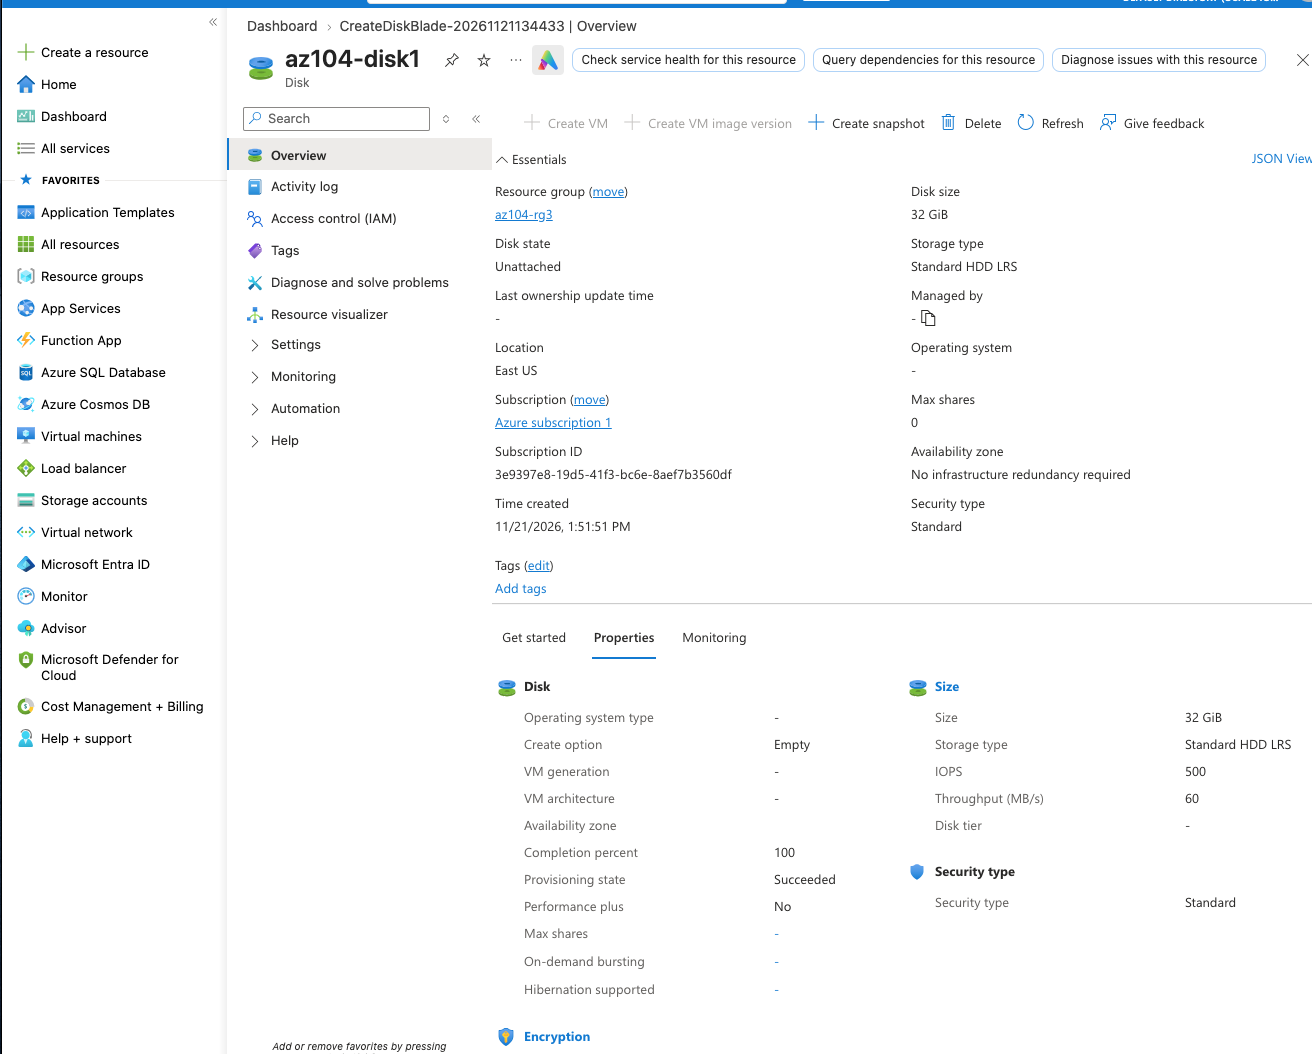 Dashboard > CreateDiskBlade-20261121134433 | Overview
az104-disk1
Disk
Check service health for this resource
Query dependencies for this resource
Diagnose issues with this resource
Create a resource
Home
Dashboard
All services
FAVORITES
Application Templates
All resources
Resource groups
App Services
Function App
Azure SQL Database
Azure Cosmos DB
Virtual machines
Load balancer
Storage accounts
Virtual network
Microsoft Entra ID
Monitor
Advisor
Microsoft Defender for
Cloud
Cost Management + Billing
Help + support
Search
Overview
Activity log
Access control (IAM)
Tags
Diagnose and solve problems
Resource visualizer
Settings
Monitoring
Automation
Help
Add or remove favorites by pressing
Create VM
Create VM image version
Create snapshot
Delete
Refresh
Give feedback
Essentials
JSON View
Resource group (move)
az104-rg3
Disk state
Unattached
Last ownership update time
-
Location
East US
Subscription (move)
Azure subscription 1
Subscription ID
3e9397e8-19d5-41f3-bc6e-8aef7b3560df
Time created
11/21/2026, 1:51:51 PM
Disk size
32 GiB
Storage type
Standard HDD LRS
Managed by
-
Operating system
-
Max shares
0
Availability zone
No infrastructure redundancy required
Security type
Standard
Tags (edit)
Add tags
Get started
Properties
Monitoring
Disk
Operating system type -
Create option Empty
VM generation -
VM architecture -
Availability zone
Completion percent 100
Provisioning state Succeeded
Performance plus No
Max shares -
On-demand bursting -
Hibernation supported -
Encryption
Size
Size 32 GiB
Storage type Standard HDD LRS
IOPS 500
Throughput (MB/s) 60
Disk tier -
Security type
Security type Standard